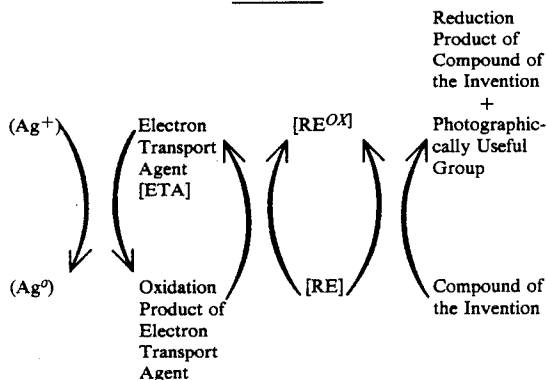 Reduction
Product of
Compound of
the Invention
+
Photographic-
cally Useful
Group
(Ag+)
Electron
Transport
Agent
[ETA]
[RE^OX]
(Ag^o)
Oxidation
Product of
Electron
Transport
Agent
[RE]
Compound of
the Invention